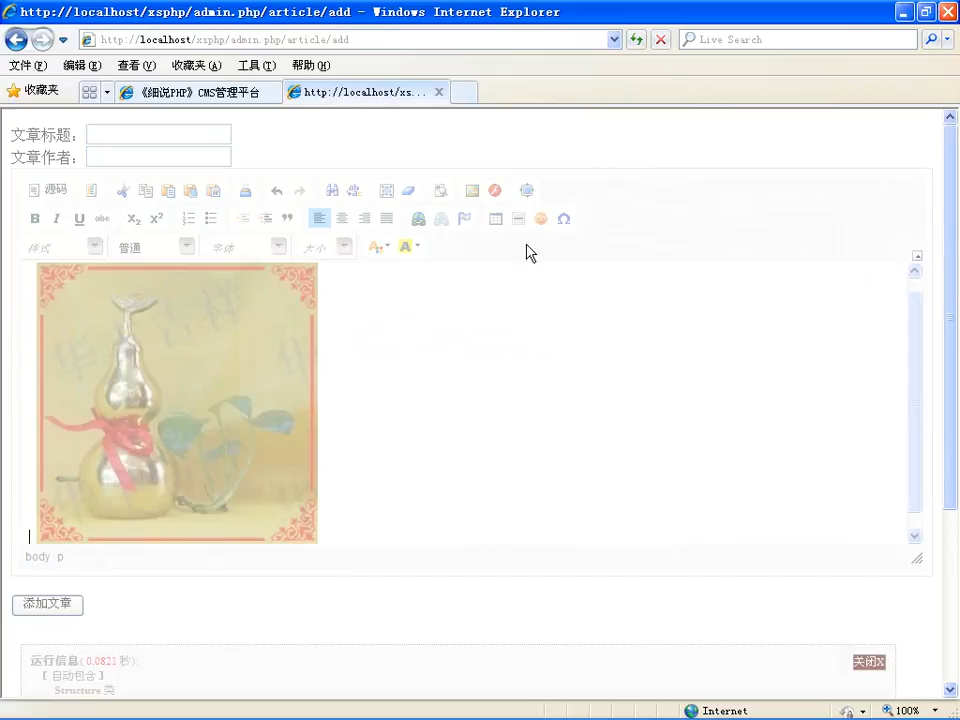 http://localhost/xsphp/admin.php/article/add - Windows Internet Explorer
http://localhost/xsphp/admin.php/article/add
Live Search
文件(F) 编辑(E) 查看(V) 收藏夹(A) 工具(T) 帮助(H)
收藏夹 《细说PHP》CMS管理平台 http://localhost/xs... X
文章标题:
文章作者:
源码
B I U abc X₂ X² Ω
样式 普通 字体 大小 A A
body p
添加文章
运行信息( 0.0821 秒): 关闭X
[ 自动包含 ]
Structure 类
Internet 100%